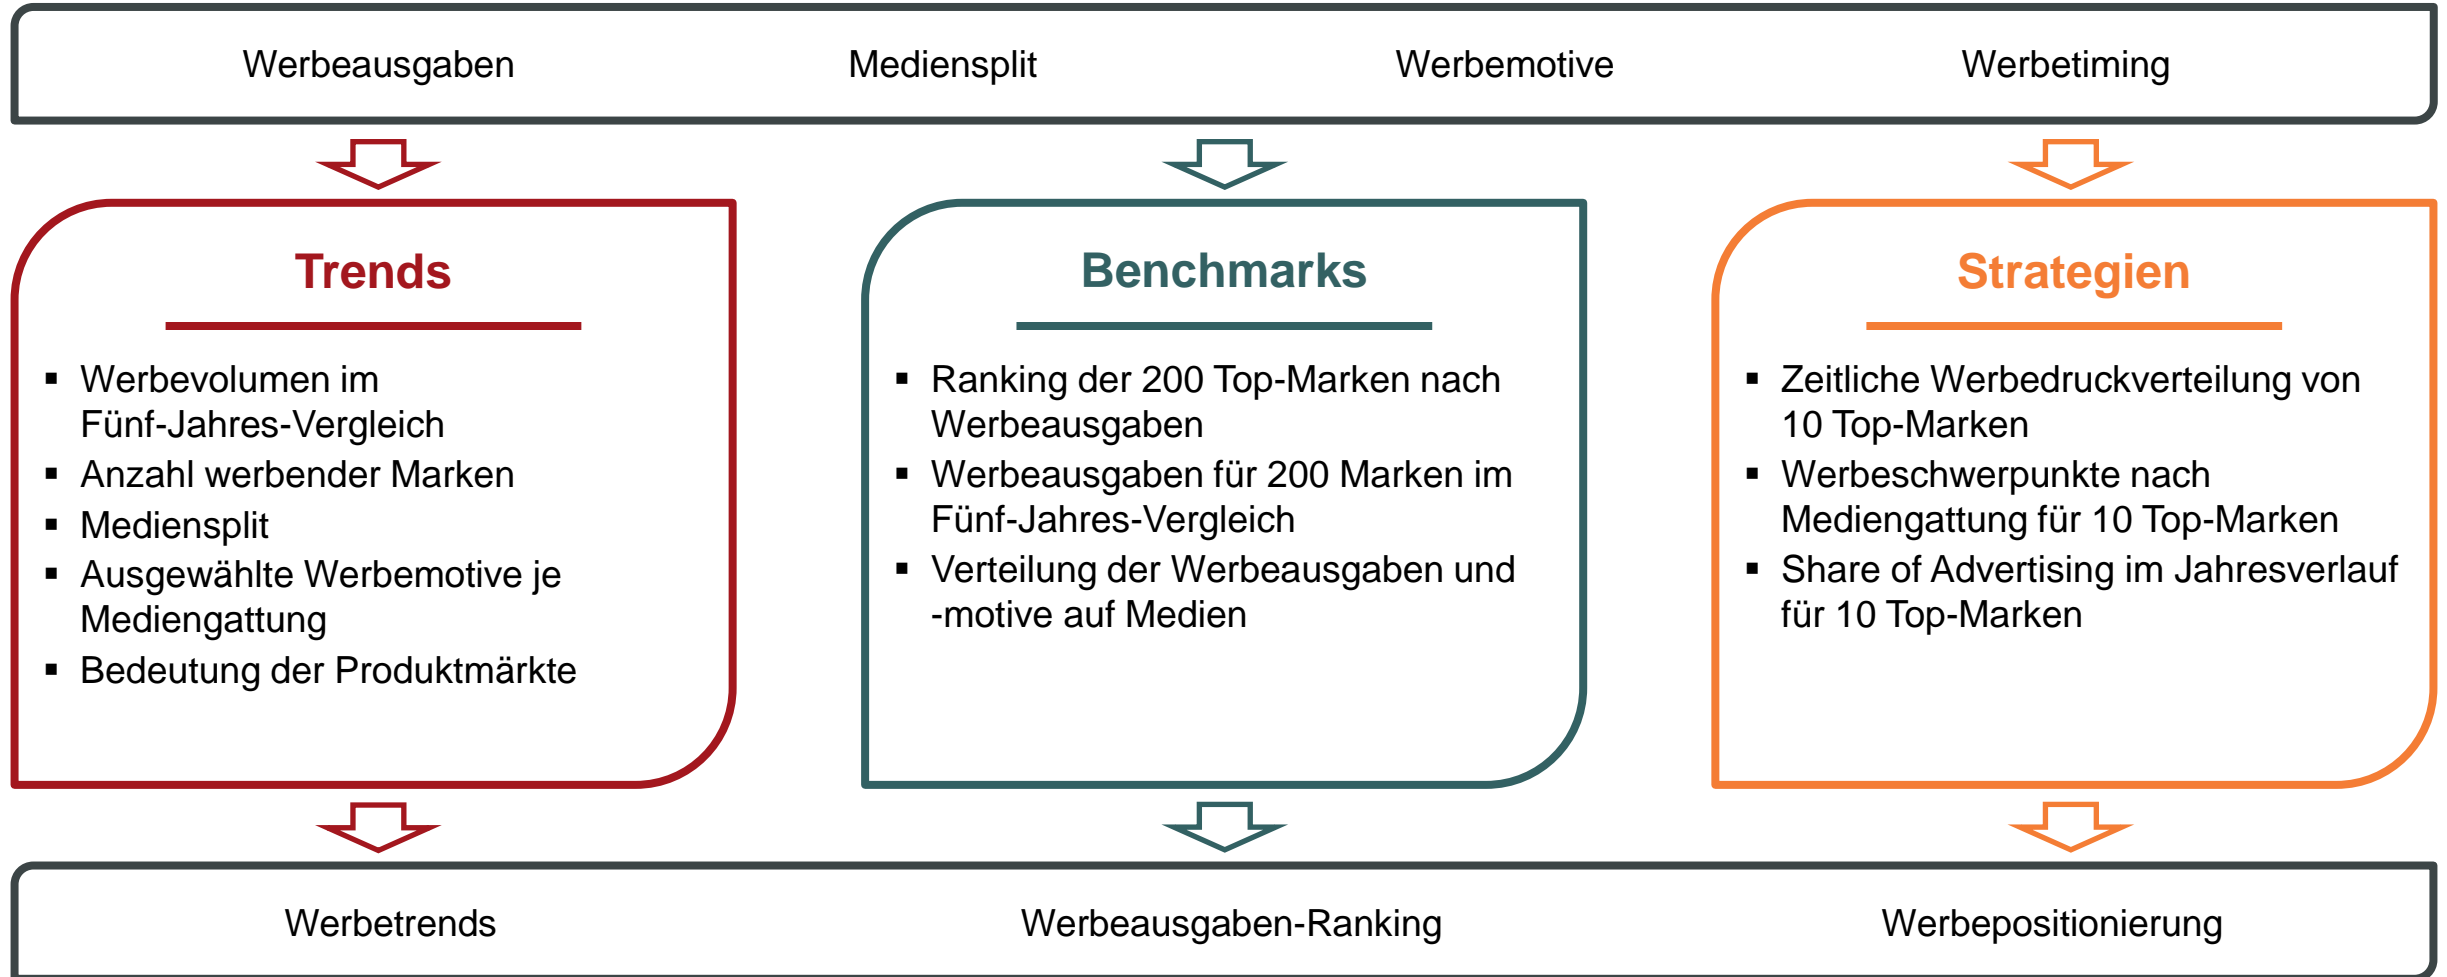 Werbeausgaben Mediensplit Werbemotive Werbetiming
Trends
▪ Werbevolumen im
Fünf-Jahres-Vergleich
▪ Anzahl werbender Marken
▪ Mediensplit
▪ Ausgewählte Werbemotive je
Mediengattung
▪ Bedeutung der Produktmärkte
Benchmarks
▪ Ranking der 200 Top-Marken nach
Werbeausgaben
▪ Werbeausgaben für 200 Marken im
Fünf-Jahres-Vergleich
▪ Verteilung der Werbeausgaben und
-motive auf Medien
Strategien
▪ Zeitliche Werbedruckverteilung von
10 Top-Marken
▪ Werbeschwerpunkte nach
Mediengattung für 10 Top-Marken
▪ Share of Advertising im Jahresverlauf
für 10 Top-Marken
Werbetrends Werbeausgaben-Ranking Werbepositionierung